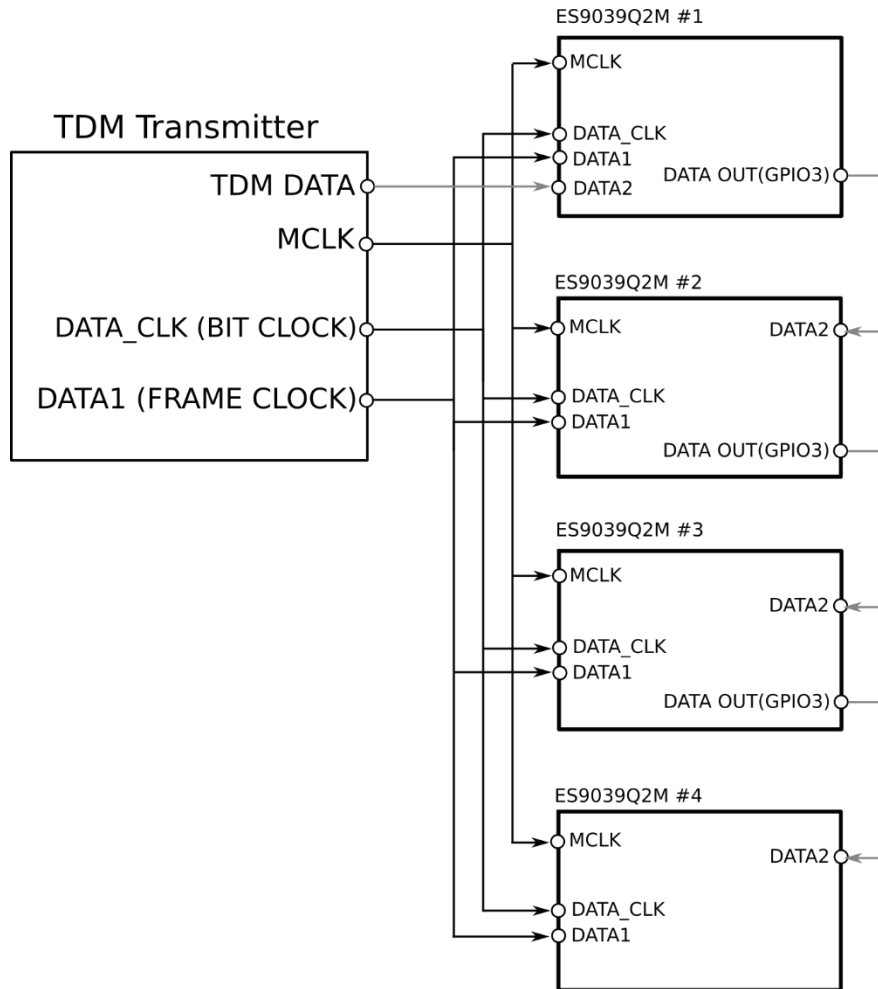 TDM Transmitter
TDM DATA
MCLK
DATA_CLK (BIT CLOCK)
DATA1 (FRAME CLOCK)
ES9039Q2M #1
MCLK
DATA_CLK
DATA1
DATA2
DATA OUT(GPIO3)
ES9039Q2M #2
MCLK
DATA2
DATA_CLK
DATA1
DATA OUT(GPIO3)
ES9039Q2M #3
MCLK
DATA2
DATA_CLK
DATA1
DATA OUT(GPIO3)
ES9039Q2M #4
MCLK
DATA2
DATA_CLK
DATA1